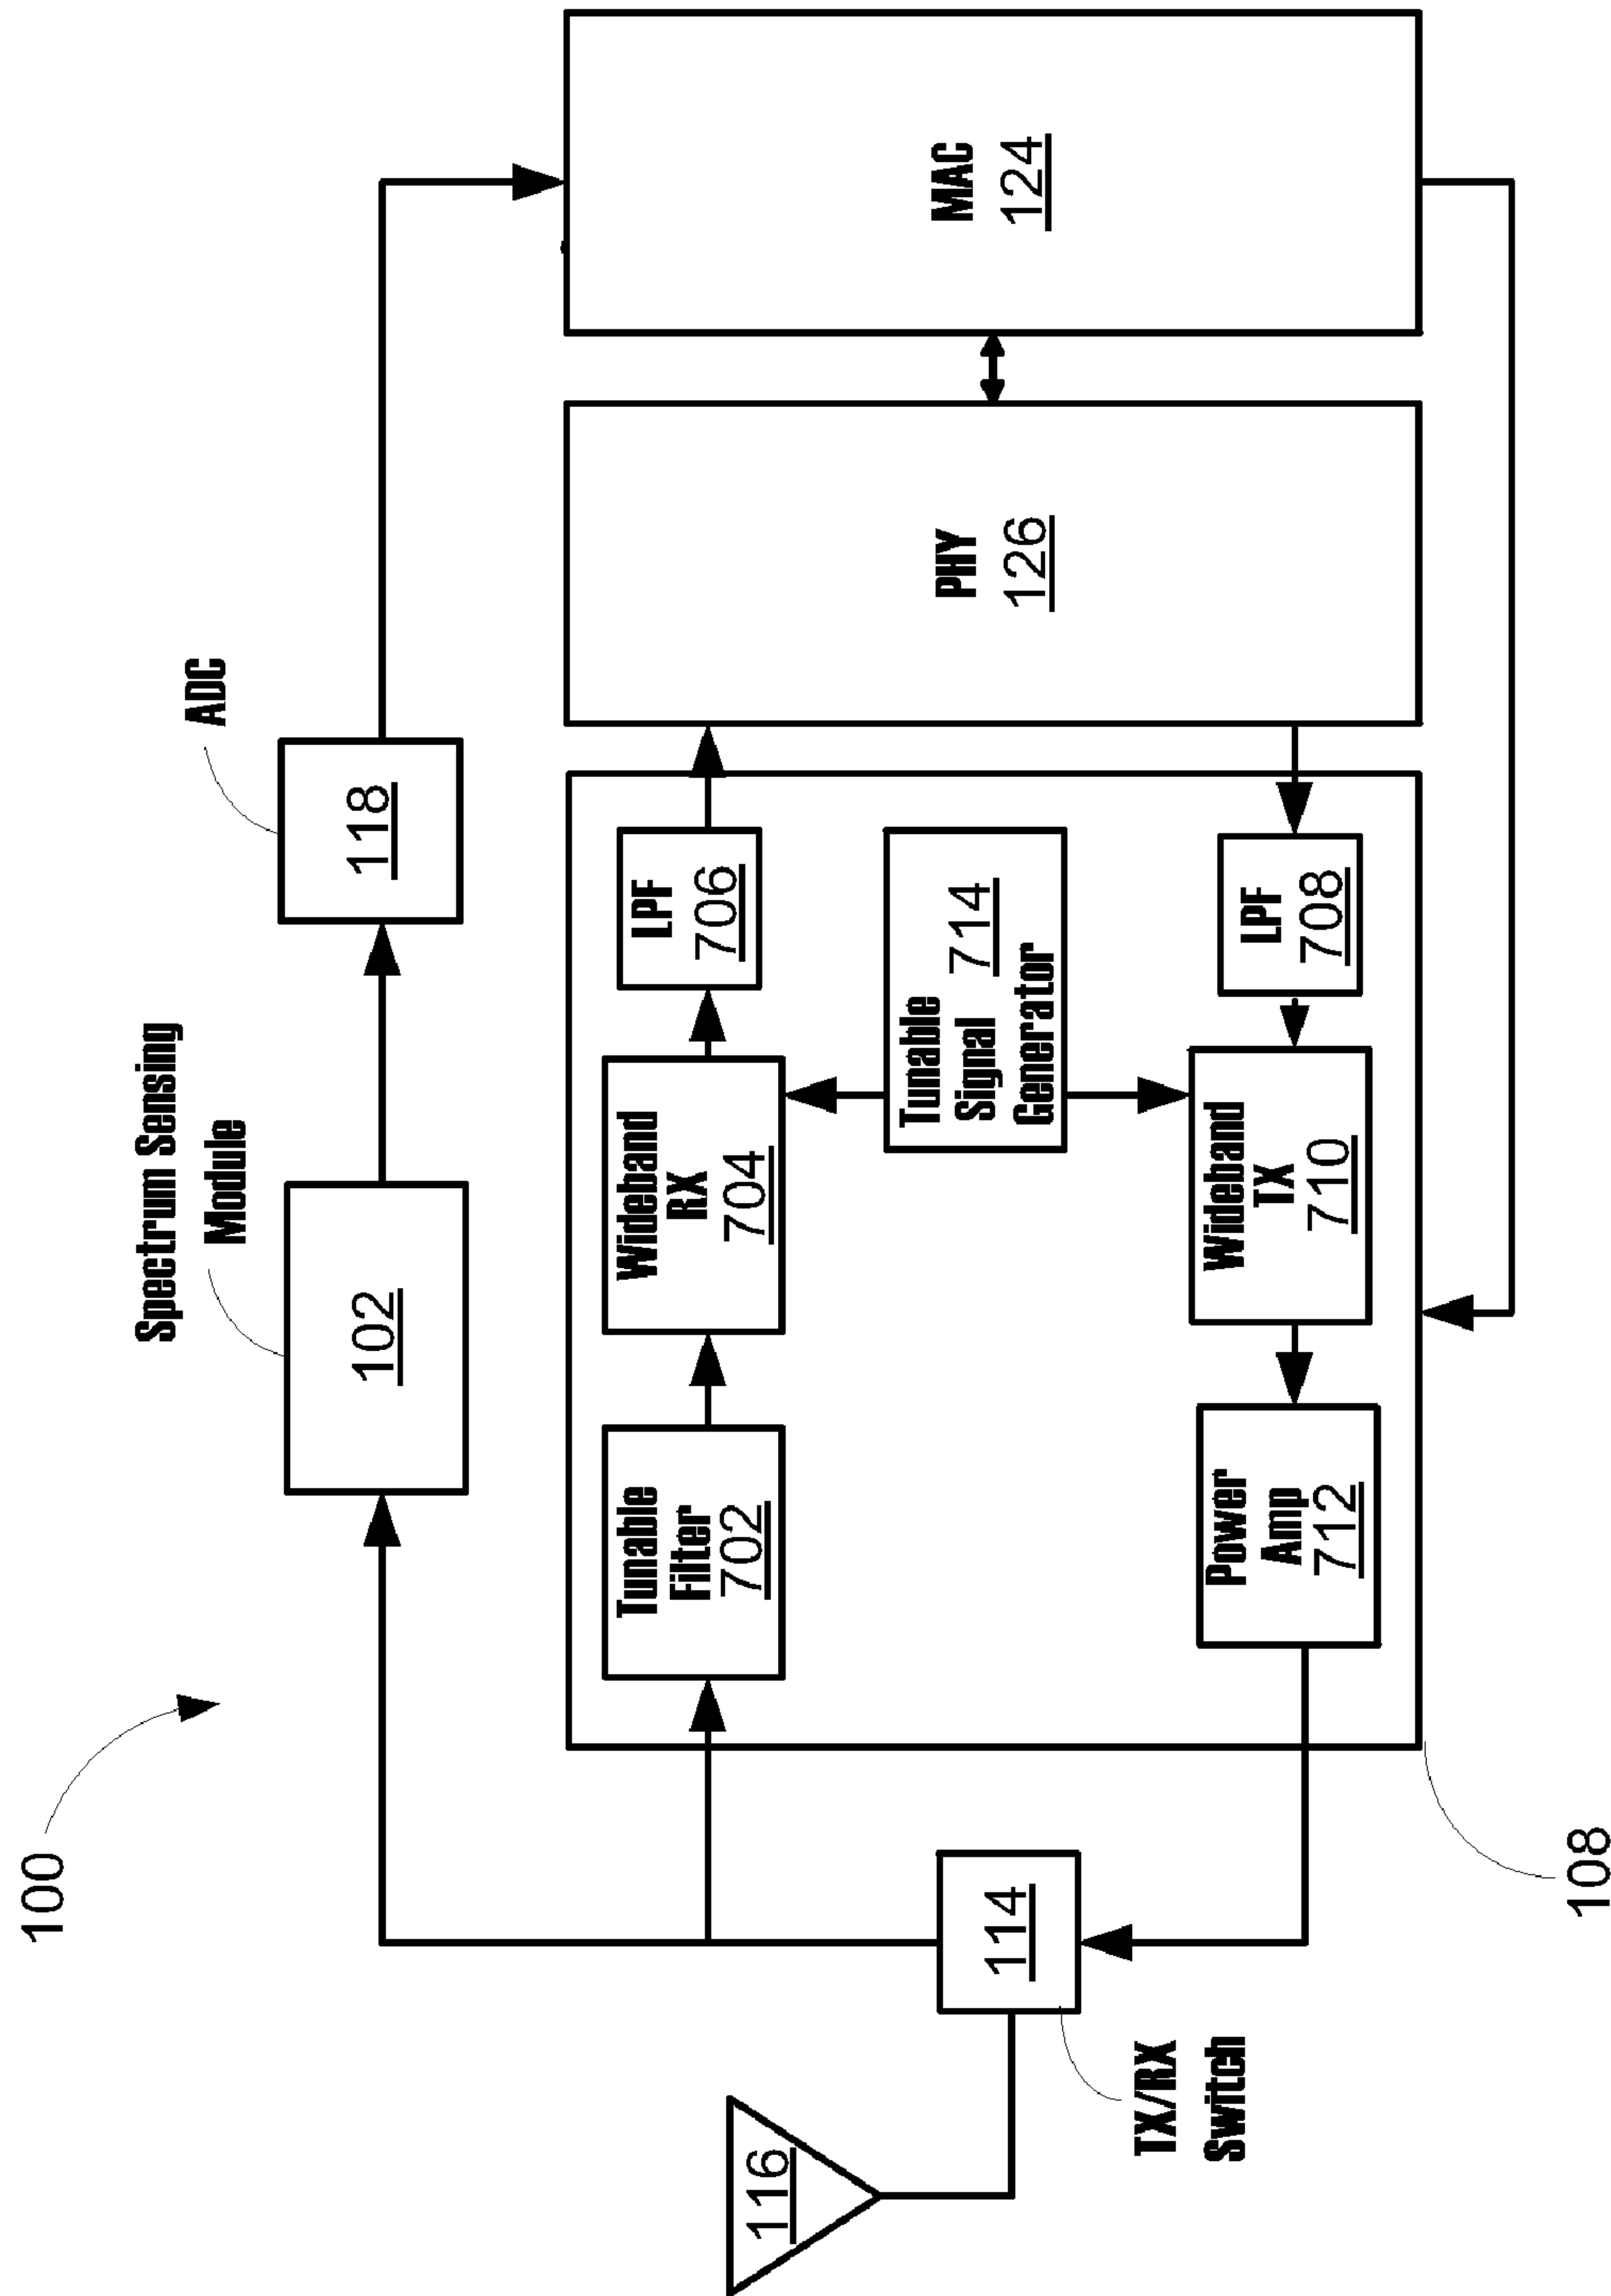 100
Spectrum Sensing
Module
102
ADC
118
116
TX/RX
Switch
114
108
Tunable
Filter
702
Wideband
RX
704
LPF
706
Tunable
Signal
Generator
714
Power
Amp
712
Wideband
TX
710
LPF
708
PHY
126
MAC
124